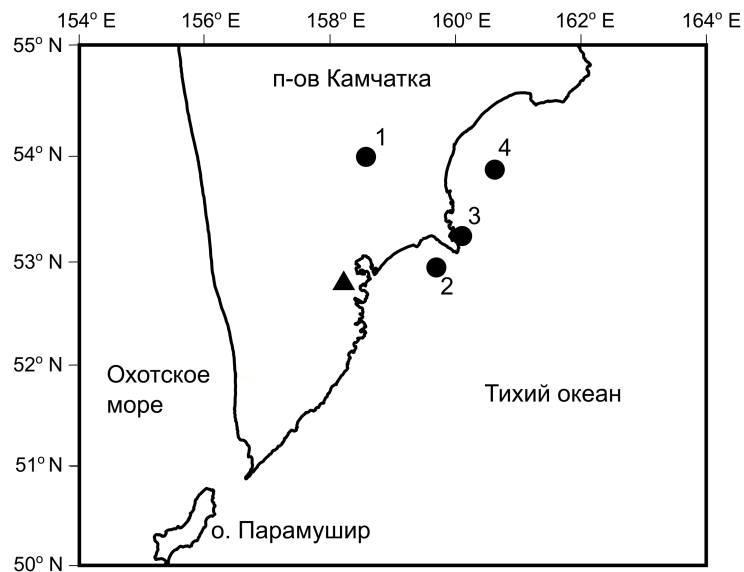 154° E 156° E 158° E 160° E 162° E 164° E
55° N
п-ов Камчатка
1
54° N
4
3
53° N
2
52° N
Охотское
море
Тихий океан
51° N
о. Парамушир
50° N